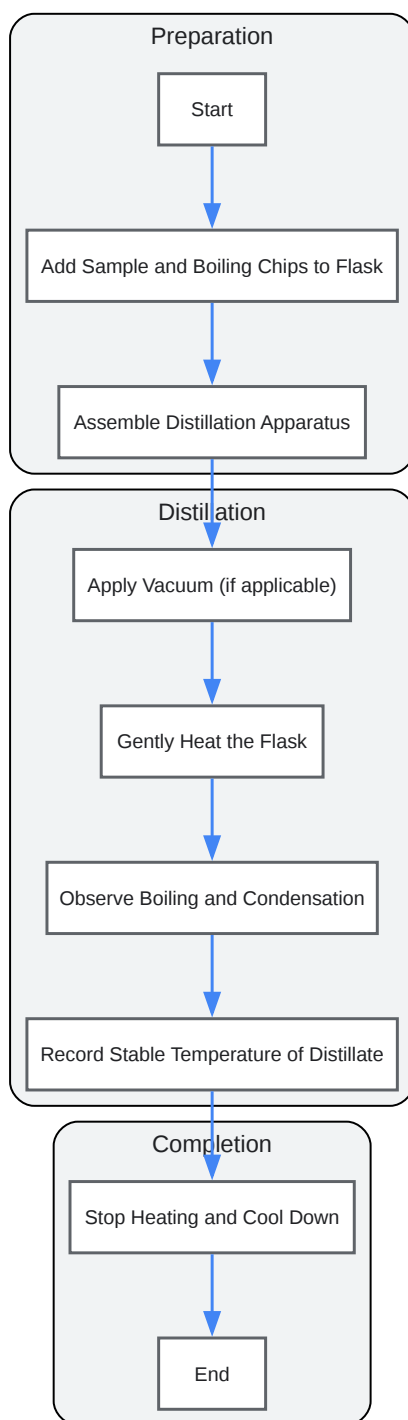 Preparation
Start
Add Sample and Boiling Chips to Flask
Assemble Distillation Apparatus
Distillation
Apply Vacuum (if applicable)
Gently Heat the Flask
Observe Boiling and Condensation
Record Stable Temperature of Distillate
Completion
Stop Heating and Cool Down
End